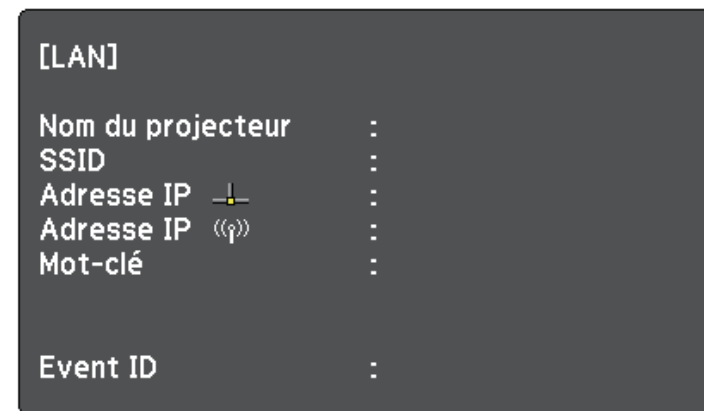 [LAN]
Nom du projecteur :
SSID :
Adresse IP :
Adresse IP :
Mot-clé :
Event ID :